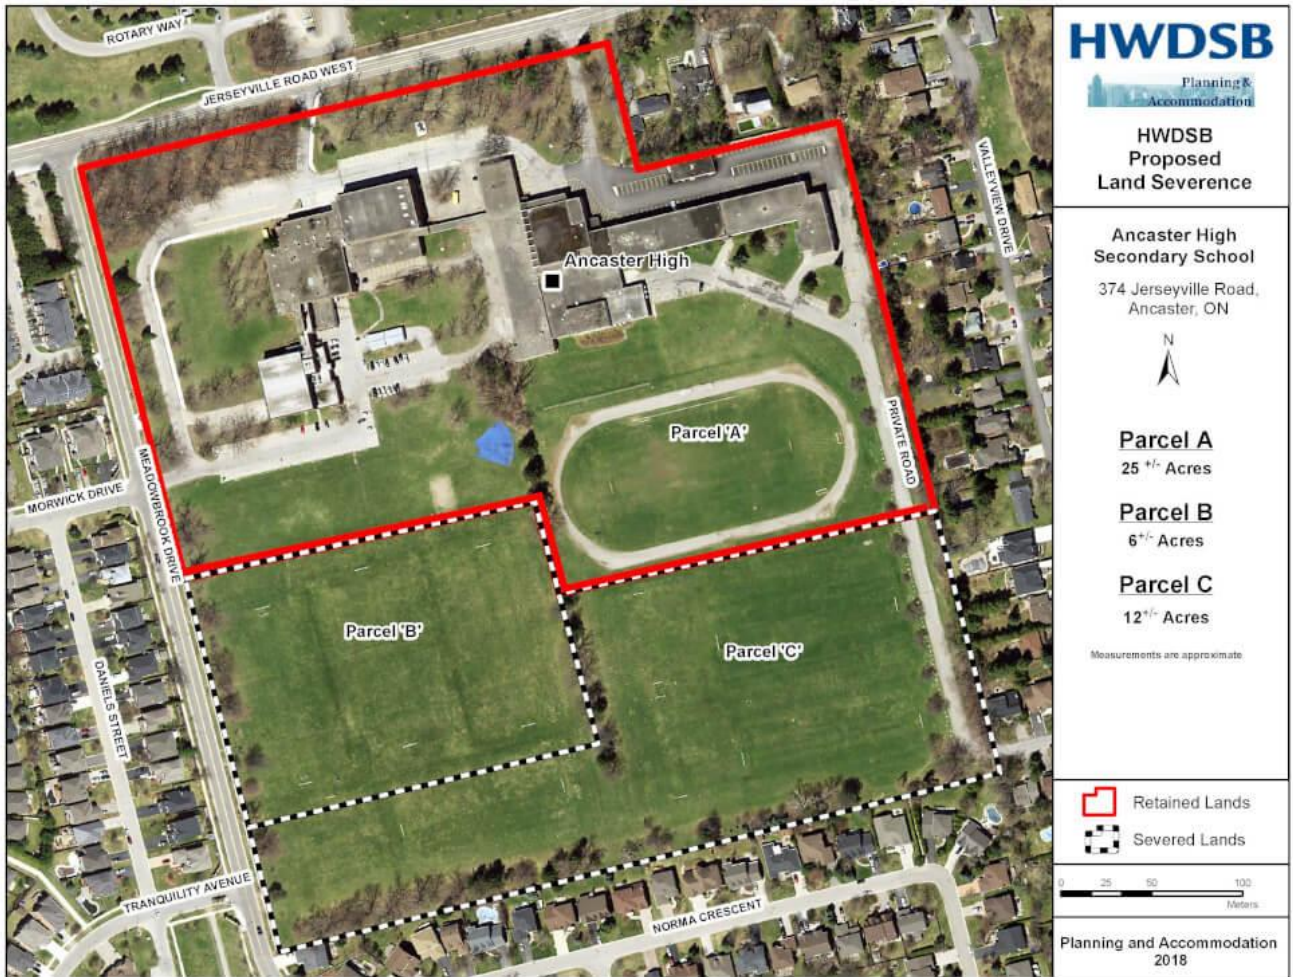 ROTARY WAY
JERSEYVILLE ROAD WEST
VALLEYVIEW DRIVE
Ancaster High
Parcel 'A'
PRIVATE ROAD
MORWICK DRIVE
MEADOWBROOK DRIVE
Parcel 'B'
Parcel 'C'
DANIELS STREET
TRANQUILITY AVENUE
NORMA CRESCENT
HWDSB
Planning &
Accommodation
HWDSB
Proposed
Land Severence
Ancaster High
Secondary School
374 Jerseyville Road,
Ancaster, ON
N
Parcel A
25 +/- Acres
Parcel B
6+/- Acres
Parcel C
12+/- Acres
Measurements are approximate
Retained Lands
Severed Lands
0 25 50 100
Meters
Planning and Accommodation
2018